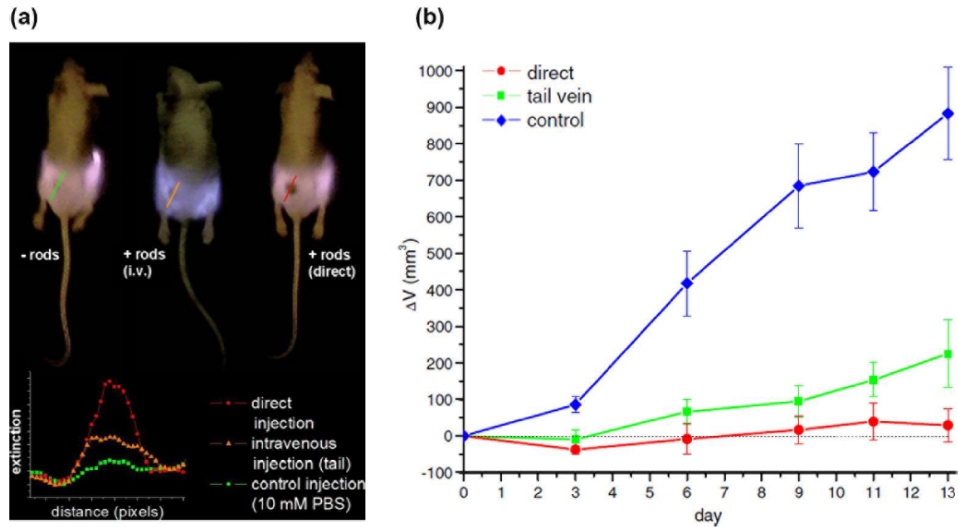 (a)
- rods
+ rods
(i.v.)
+ rods
(direct)
extinction
distance (pixels)
direct
injection
intravenous
injection (tail)
control injection
(10 mM PBS)
(b)
direct
tail vein
control
ΔV (mm³)
1000
900
800
700
600
500
400
300
200
100
0
-100
0 1 2 3 4 5 6 7 8 9 10 11 12 13
day